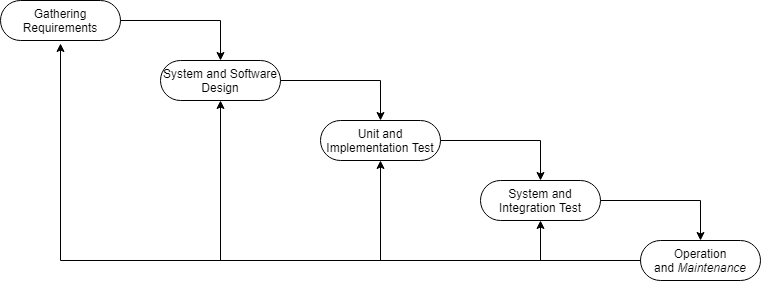 Gathering
Requirements
System and Software
Design
Unit and
Implementation Test
System and
Integration Test
Operation
and Maintenance